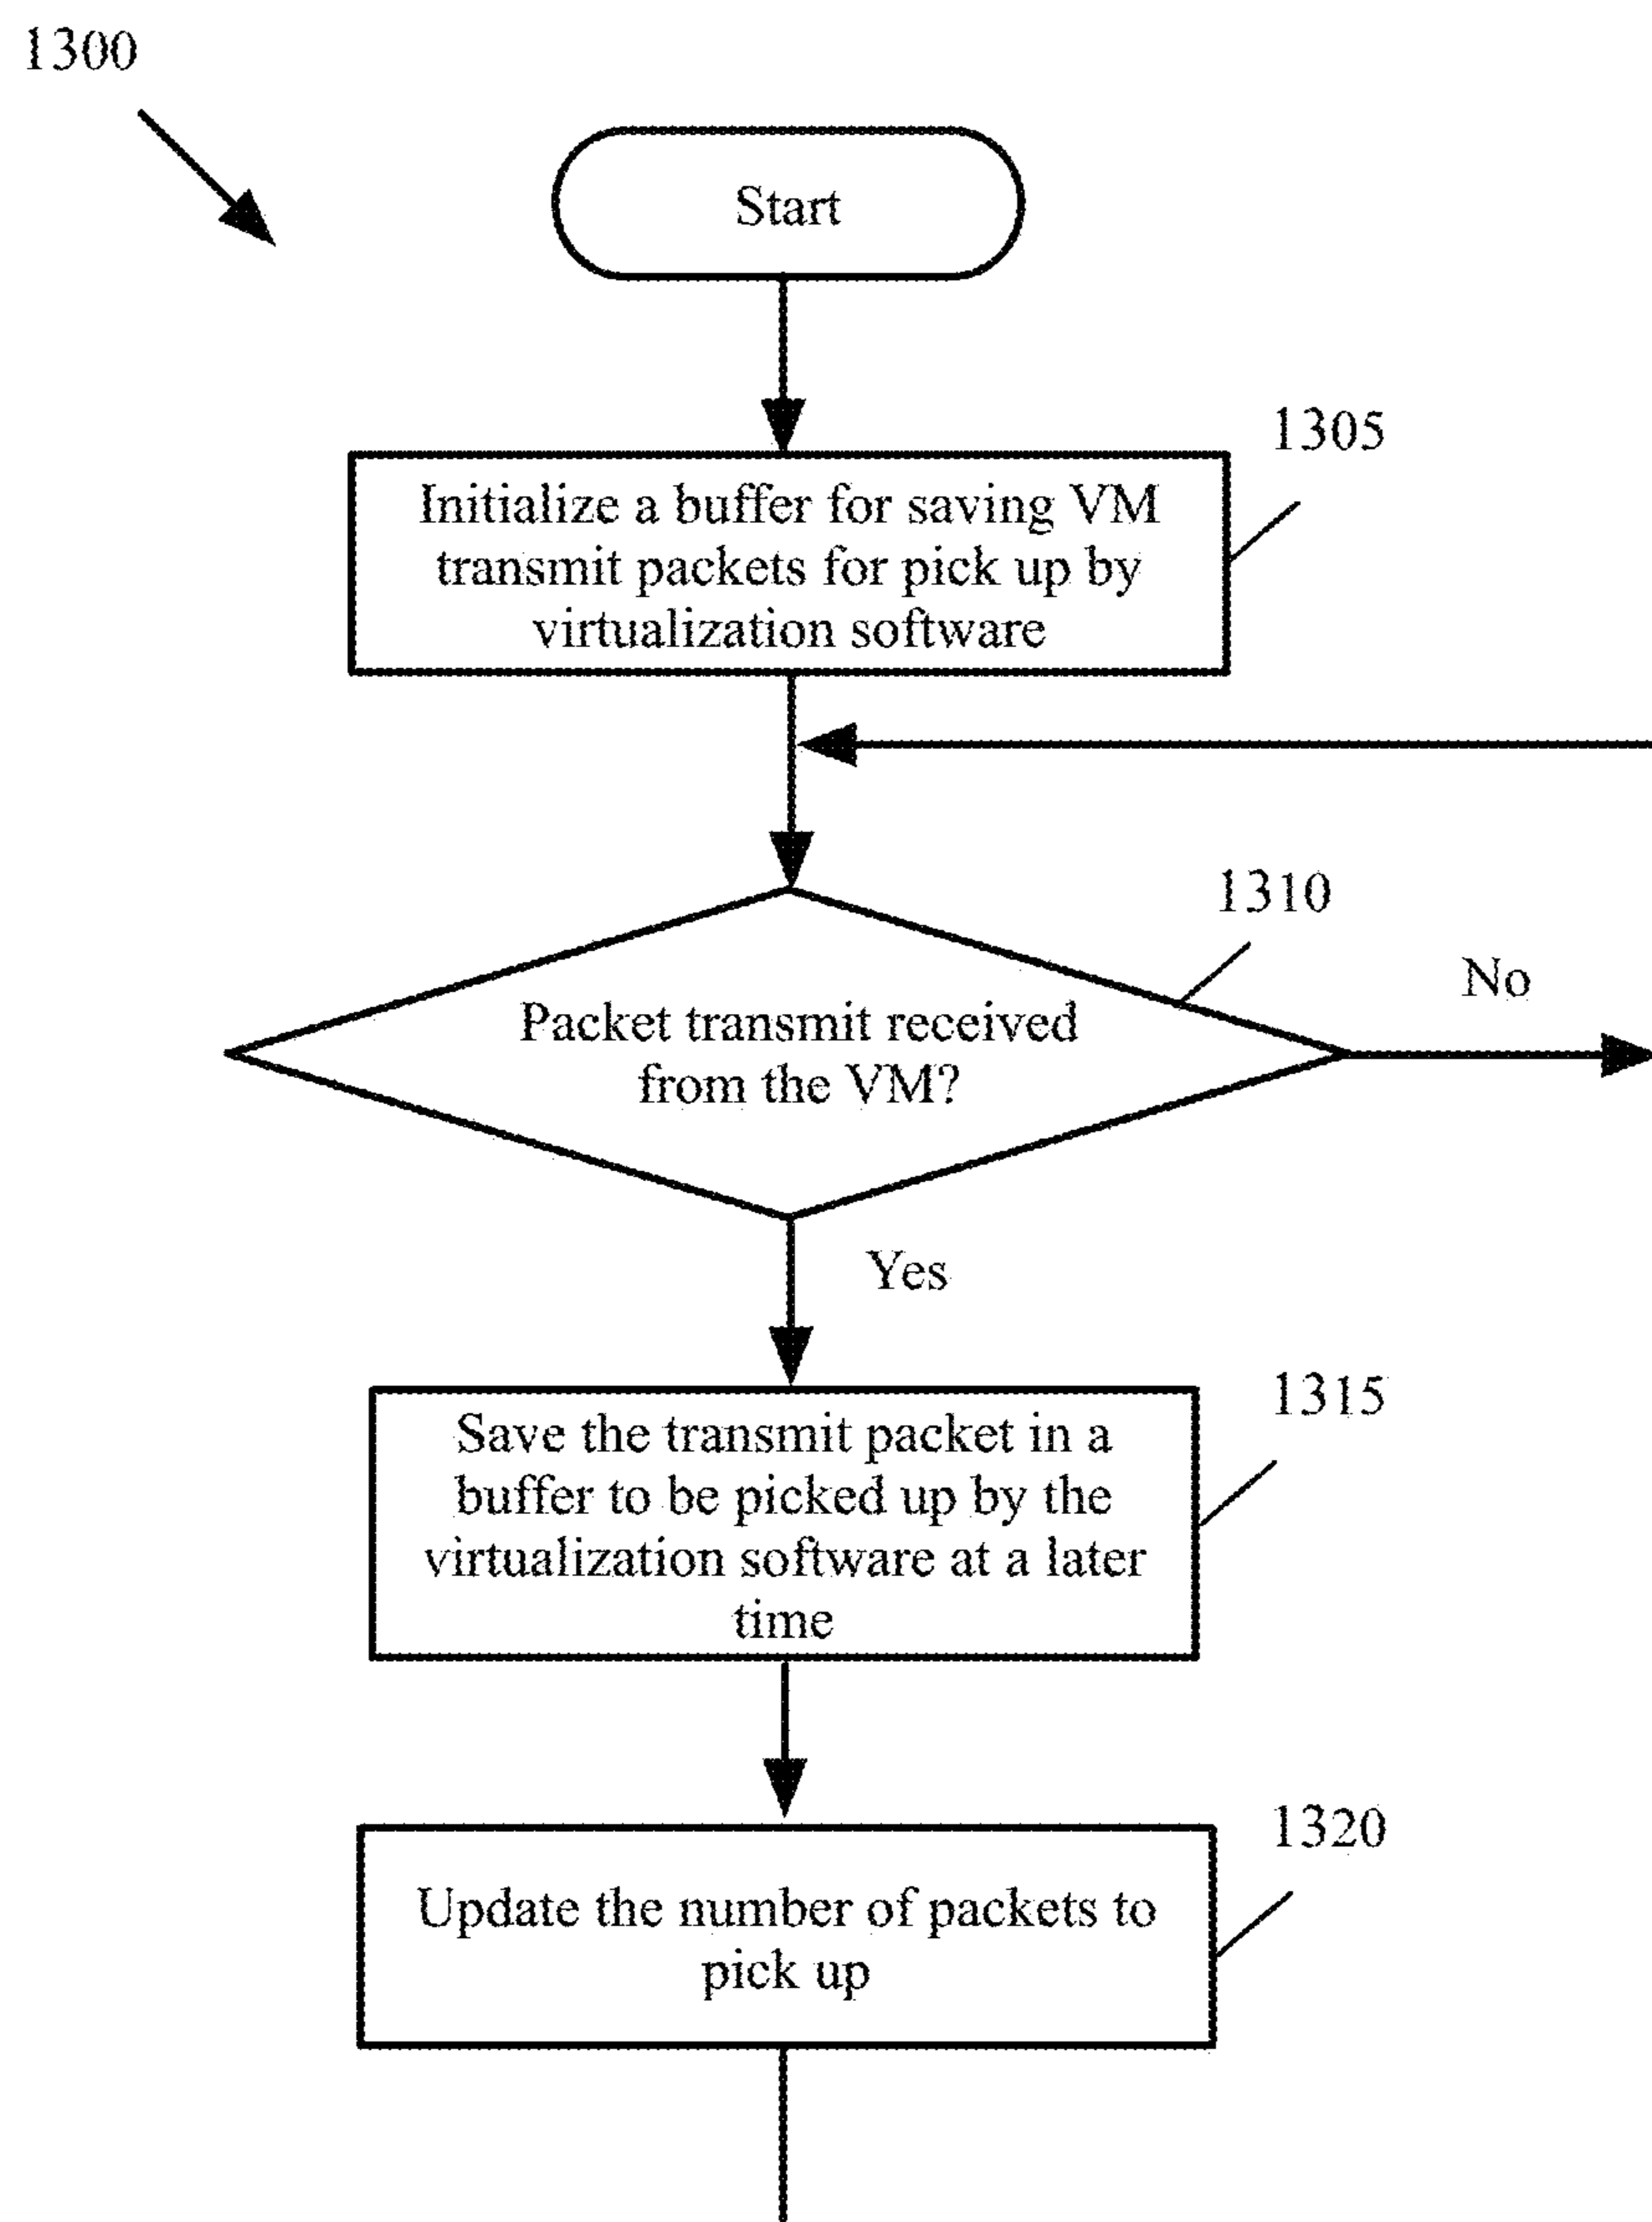 1300
Start
1305
Initialize a buffer for saving VM
transmit packets for pick up by
virtualization software
1310
No
Packet transmit received
from the VM?
Yes
1315
Save the transmit packet in a
buffer to be picked up by the
virtualization software at a later
time
1320
Update the number of packets to
pick up